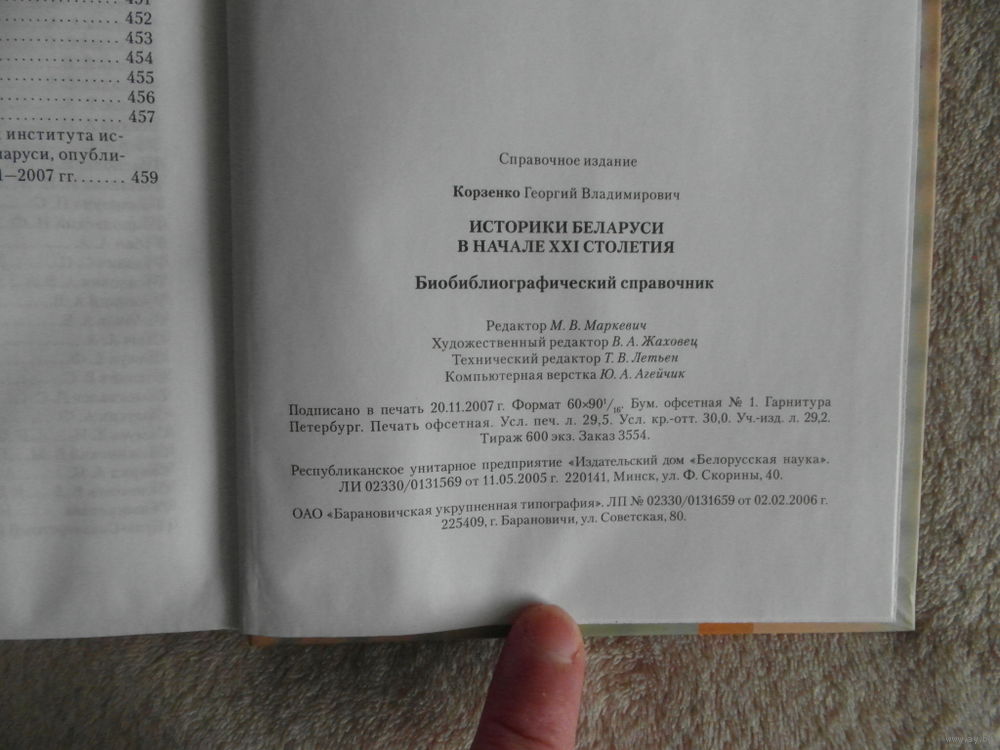 451
452
453
454
455
456
457
института ис-
аруси, опубли-
1—2007 гг. 459
Справочное издание
Корзенко Георгий Владимирович
ИСТОРИКИ БЕЛАРУСИ
В НАЧАЛЕ XXI СТОЛЕТИЯ
Биобиблиографический справочник
Редактор М. В. Маркевич
Художественный редактор В. А. Жаховец
Технический редактор Т. В. Летьен
Компьютерная верстка Ю. А. Агейчик
Подписано в печать 20.11.2007 г. Формат 60×90¹/₁₆. Бум. офсетная № 1. Гарнитура
Петербург. Печать офсетная. Усл. печ. л. 29,5. Усл. кр.-отт. 30,0. Уч.-изд. л. 29,2.
Тираж 600 экз. Заказ 3554.
Республиканское унитарное предприятие «Издательский дом «Белорусская наука».
ЛИ 02330/0131569 от 11.05.2005 г. 220141, Минск, ул. Ф. Скорины, 40.
ОАО «Барановичская укрупненная типография». ЛП № 02330/0131659 от 02.02.2006 г.
225409, г. Барановичи, ул. Советская, 80.